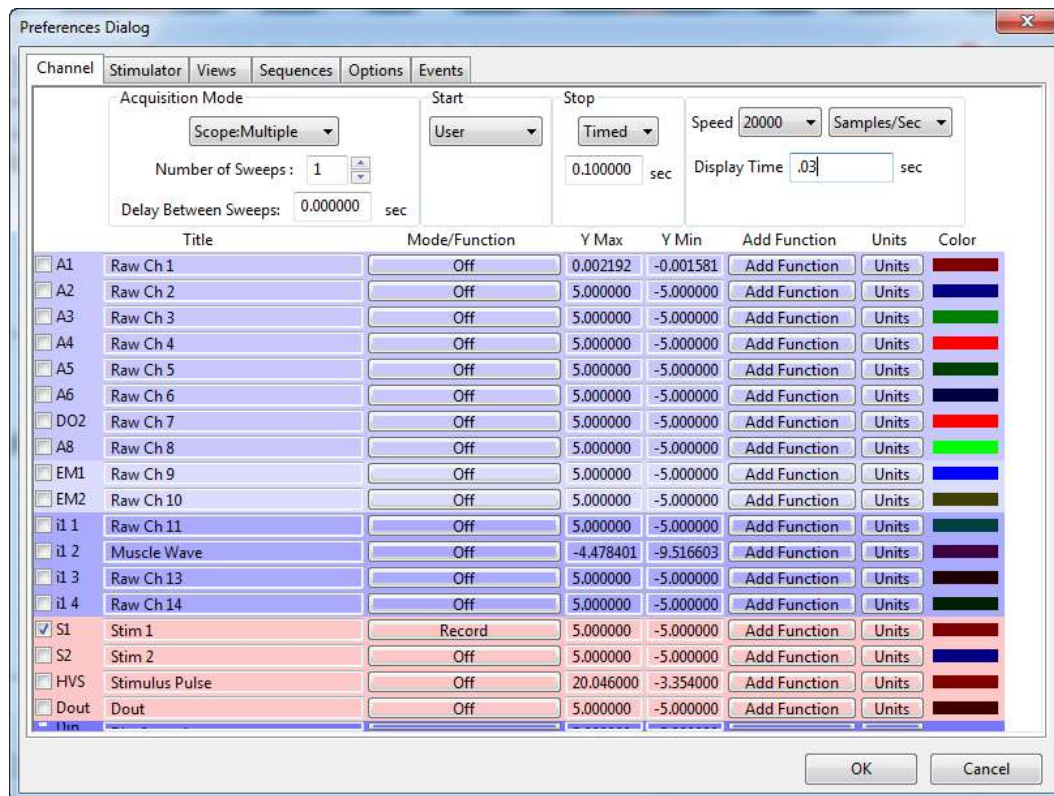 Preferences Dialog
Channel Stimulator Views Sequences Options Events
Acquisition Mode Start Stop
Scope:Multiple User Timed Speed 20000 Samples/Sec
Number of Sweeps : 1 0.100000 sec Display Time .03 sec
Delay Between Sweeps: 0.000000 sec
Title Mode/Function Y Max Y Min Add Function Units Color
A1 Raw Ch 1 Off 0.002192 -0.001581 Add Function Units
A2 Raw Ch 2 Off 5.000000 -5.000000 Add Function Units
A3 Raw Ch 3 Off 5.000000 -5.000000 Add Function Units
A4 Raw Ch 4 Off 5.000000 -5.000000 Add Function Units
A5 Raw Ch 5 Off 5.000000 -5.000000 Add Function Units
A6 Raw Ch 6 Off 5.000000 -5.000000 Add Function Units
DO2 Raw Ch 7 Off 5.000000 -5.000000 Add Function Units
A8 Raw Ch 8 Off 5.000000 -5.000000 Add Function Units
EM1 Raw Ch 9 Off 5.000000 -5.000000 Add Function Units
EM2 Raw Ch 10 Off 5.000000 -5.000000 Add Function Units
i1 1 Raw Ch 11 Off 5.000000 -5.000000 Add Function Units
i1 2 Muscle Wave Off -4.478401 -9.516603 Add Function Units
i1 3 Raw Ch 13 Off 5.000000 -5.000000 Add Function Units
i1 4 Raw Ch 14 Off 5.000000 -5.000000 Add Function Units
S1 Stim 1 Record 5.000000 -5.000000 Add Function Units
S2 Stim 2 Off 5.000000 -5.000000 Add Function Units
HVS Stimulus Pulse Off 20.046000 -3.354000 Add Function Units
Dout Dout Off 5.000000 -5.000000 Add Function Units
OK Cancel